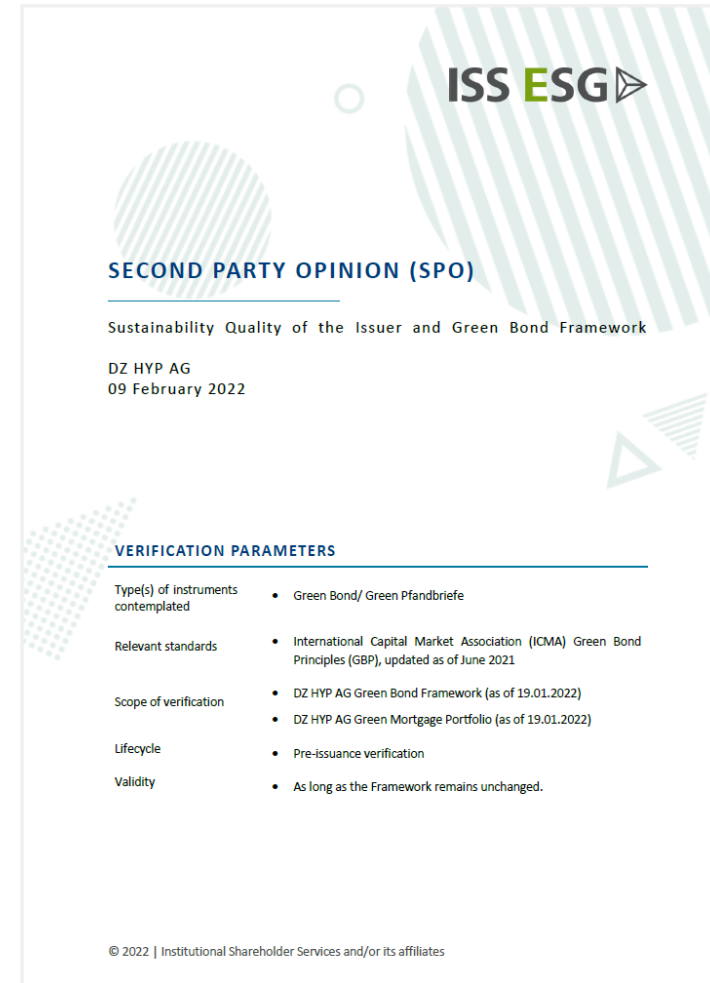 ISS ESG
SECOND PARTY OPINION (SPO)
Sustainability Quality of the Issuer and Green Bond Framework
DZ HYP AG
09 February 2022
VERIFICATION PARAMETERS
Type(s) of instruments
contemplated
• Green Bond/ Green Pfandbriefe
Relevant standards
• International Capital Market Association (ICMA) Green Bond
Principles (GBP), updated as of June 2021
Scope of verification
• DZ HYP AG Green Bond Framework (as of 19.01.2022)
• DZ HYP AG Green Mortgage Portfolio (as of 19.01.2022)
Lifecycle
• Pre-issuance verification
Validity
• As long as the Framework remains unchanged.
© 2022 | Institutional Shareholder Services and/or its affiliates